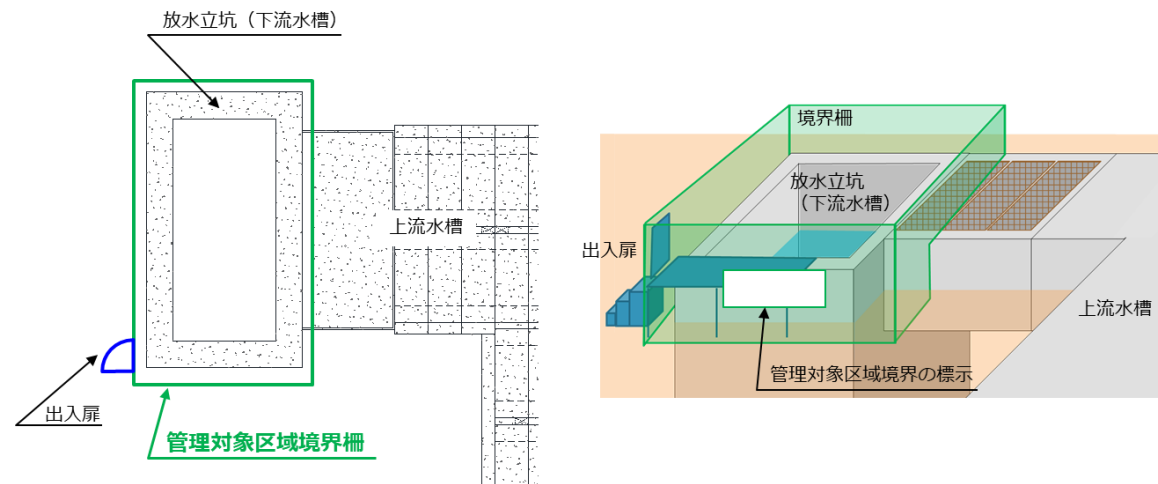 放水立坑（下流水槽）
上流水槽
出入扉
管理対象区域境界柵
境界柵
放水立坑
（下流水槽）
出入扉
上流水槽
管理対象区域境界の標示